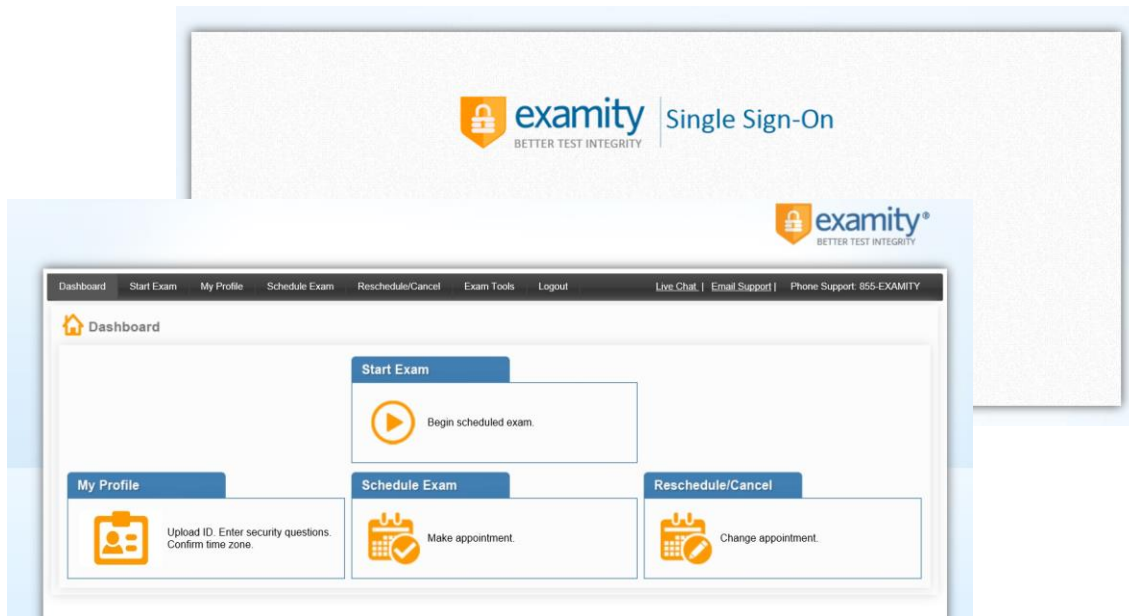 examity
BETTER TEST INTEGRITY
Single Sign-On
examity®
BETTER TEST INTEGRITY
Dashboard Start Exam My Profile Schedule Exam Reschedule/Cancel Exam Tools Logout Live Chat | Email Support | Phone Support: 855-EXAMITY
Dashboard
Start Exam
Begin scheduled exam.
My Profile
Upload ID. Enter security questions.
Confirm time zone.
Schedule Exam
Make appointment.
Reschedule/Cancel
Change appointment.